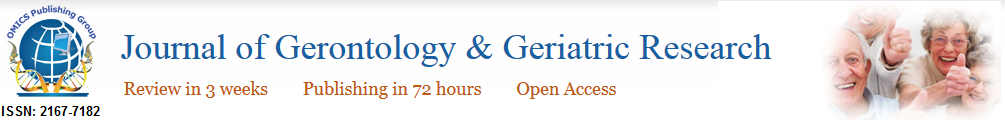 OMICS Publishing Group
Journal of Gerontology & Geriatric Research
Review in 3 weeks Publishing in 72 hours Open Access
ISSN: 2167-7182